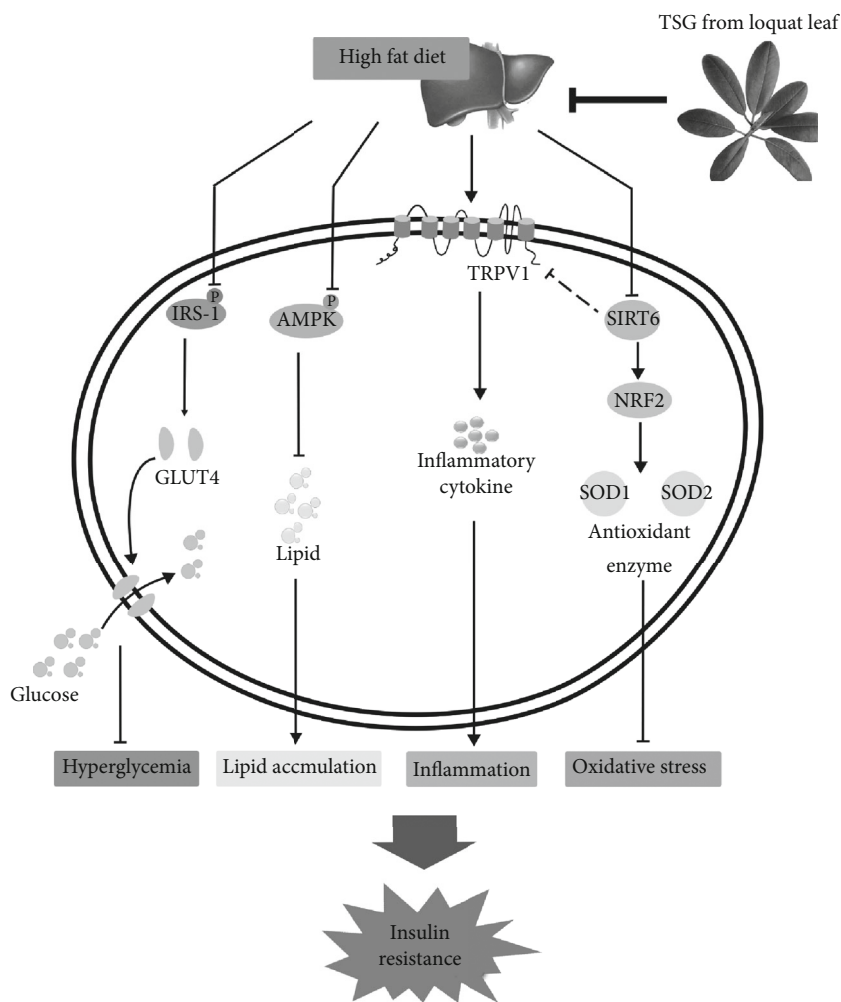 TSG from loquat leaf
High fat diet
TRPV1
P
IRS-1
P
AMPK
SIRT6
NRF2
GLUT4
Inflammatory
cytokine
SOD1
SOD2
Lipid
Antioxidant
enzyme
Glucose
Hyperglycemia
Lipid accmulation
Inflammation
Oxidative stress
Insulin
resistance